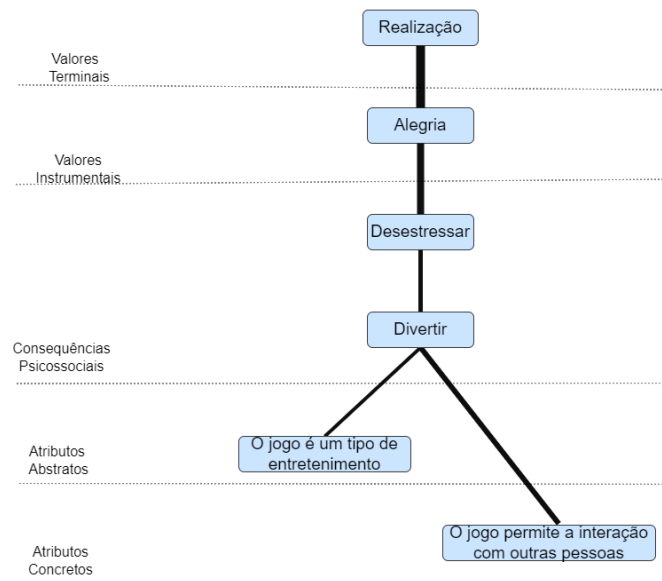 Realização
Valores
Terminais
Alegria
Valores
Instrumentais
Desestressar
Divertir
Consequências
Psicossociais
O jogo é um tipo de
entretenimento
Atributos
Abstratos
O jogo permite a interação
com outras pessoas
Atributos
Concretos